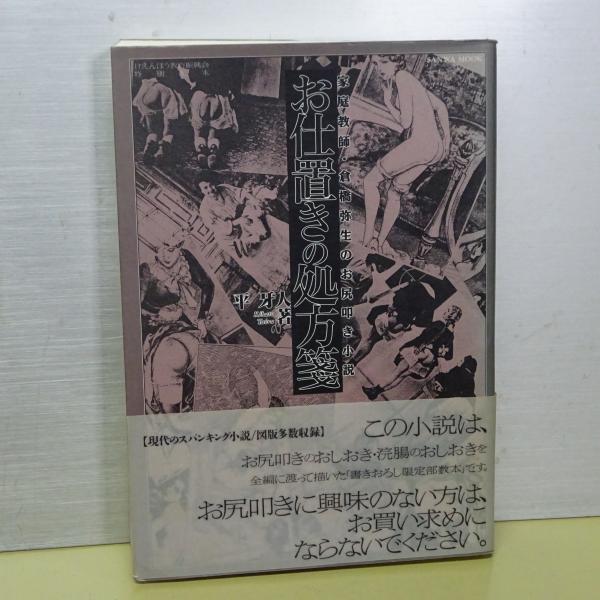 SANWA MOOK
家庭教師・倉橋弥生のお尻叩き小説
お仕置きの処方箋
平 牙人 著
【現代のスパンキング小説/図版多数収録】
この小説は、
お尻叩きのおしおき・浣腸のおしおきを
全編に渡って描いた「書きおろし限定部数本」です。
お尻叩きに興味のない方は、
お買い求めに
ならないでください。